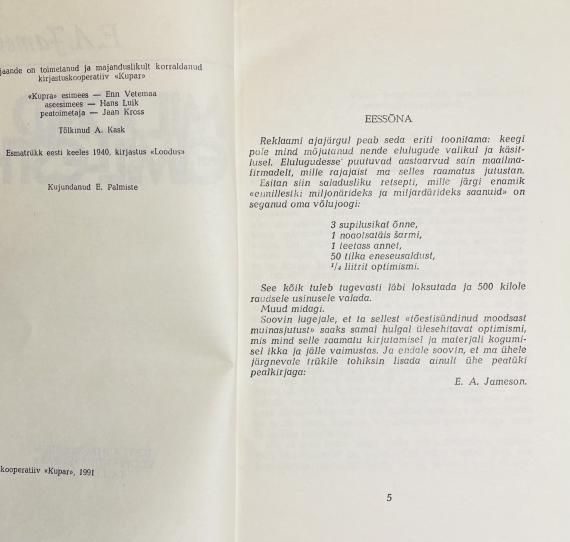 jaande on toimetanud ja majanduslikult korraldanud
kirjastuskooperatiiv «Kupar»
«Kupra» esimees — Enn Vetemaa
aseesimees — Hans Luik
peatoimetaja — Jaan Kross
Tõlkinud A. Kask
Esmatrükk eesti keeles 1940, kirjastus «Loodus»
Kujundanud E. Palmiste
kooperatiiv «Kupar», 1991
EESSÕNA
Reklaami ajajärgul peab seda eriti toonitama: keegi
pole mind mõjutanud nende elulugude valikul ja käsit-
lusel. Elulugudesse puutuvad aastaarvud sain maailma-
firmadelt, mille rajajaist ma selles raamatus jutustan.
Esitan siin saladusliku retsepti, mille järgi enamik
«eimillestki miljonärideks ja miljardärideks saanuid» on
seganud oma võlujoogi:
3 supilusikat õnne,
1 noaotsatäis šarmi,
1 teetass annet,
50 tilka eneseusaldust,
¹/₄ liitrit optimismi.
See kõik tuleb tugevasti läbi loksutada ja 500 kilole
raudsele usinusele valada.
Muud midagi.
Soovin lugejale, et ta sellest «tõestisündinud moodsast
muinasjutust» saaks samal hulgal ülesehitavat optimismi,
mis mind selle raamatu kirjutamisel ja materjali kogumi-
sel ikka ja jälle vaimustas. Ja endale soovin, et ma ühele
järgnevale trükile tohiksin lisada ainult ühe peatüki
pealkirjaga:
E. A. Jameson.
5